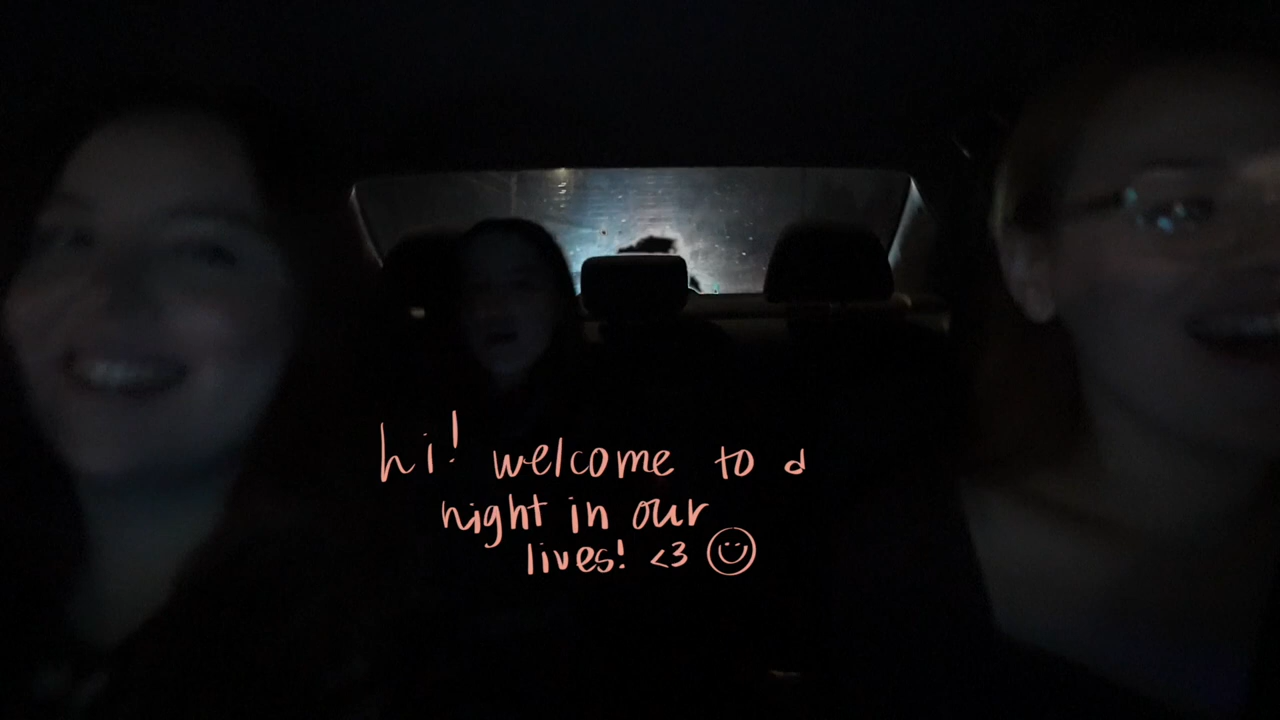 hi! welcome to a
night in our
lives! <3 ☺